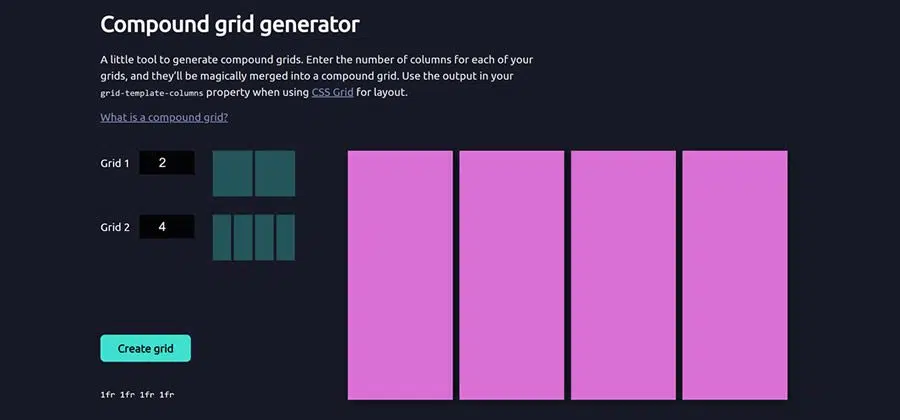 Compound grid generator
A little tool to generate compound grids. Enter the number of columns for each of your
grids, and they’ll be magically merged into a compound grid. Use the output in your
grid-template-columns property when using CSS Grid for layout.
What is a compound grid?
Grid 1 2
Grid 2 4
Create grid
1fr 1fr 1fr 1fr